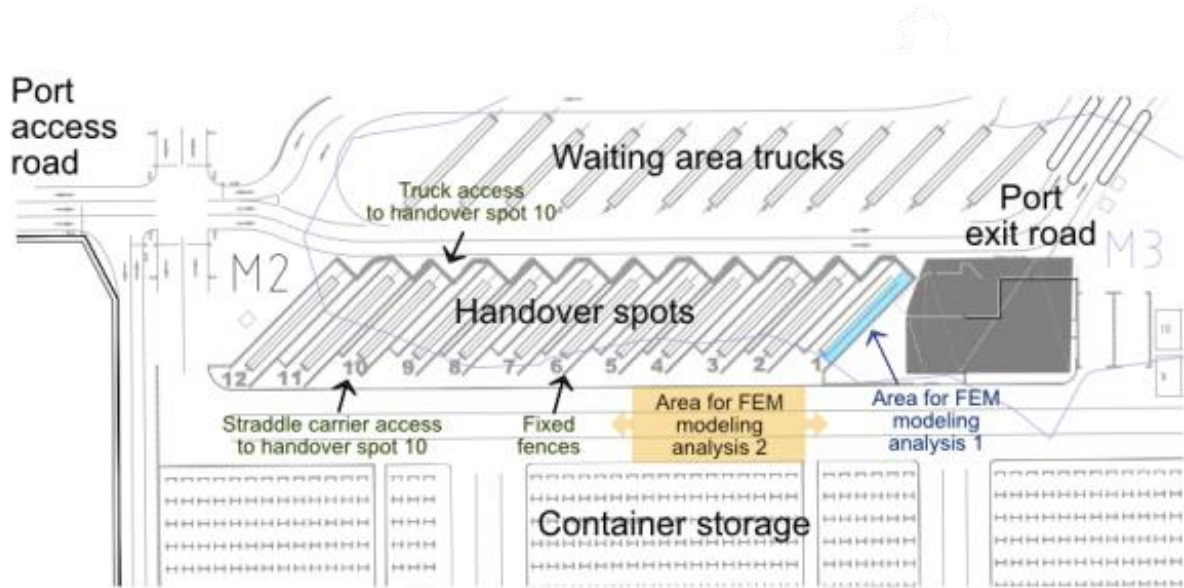 Port
access
road
Waiting area trucks
Truck access
to handover spot 10
Port
exit road
M2
M3
Handover spots
12 11 10 9 8 7 6 5 4 3 2 1
Straddle carrier access
to handover spot 10
Fixed
fences
Area for FEM
modeling
analysis 2
Area for FEM
modeling
analysis 1
Container storage